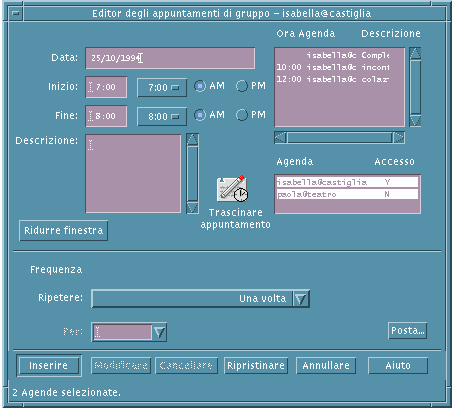 Editor degli appuntamenti di gruppo - isabella@castiglia
Ora Agenda Descrizione
Data: 25/10/1994
isabella@c Comple
10:00 isabella@c incont
12:00 isabella@c colaz
Inizio: 7:00 7:00 AM PM
Fine: 8:00 8:00 AM PM
Descrizione:
Agenda Accesso
isabella@castiglia Y
paola@teatro N
Trascinare
appuntamento
Ridurre finestra
Frequenza
Ripetere: Una volta
Per: Posta...
Inserire Modificare Cancellare Ripristinare Annullare Aiuto
2 Agende selezionate.